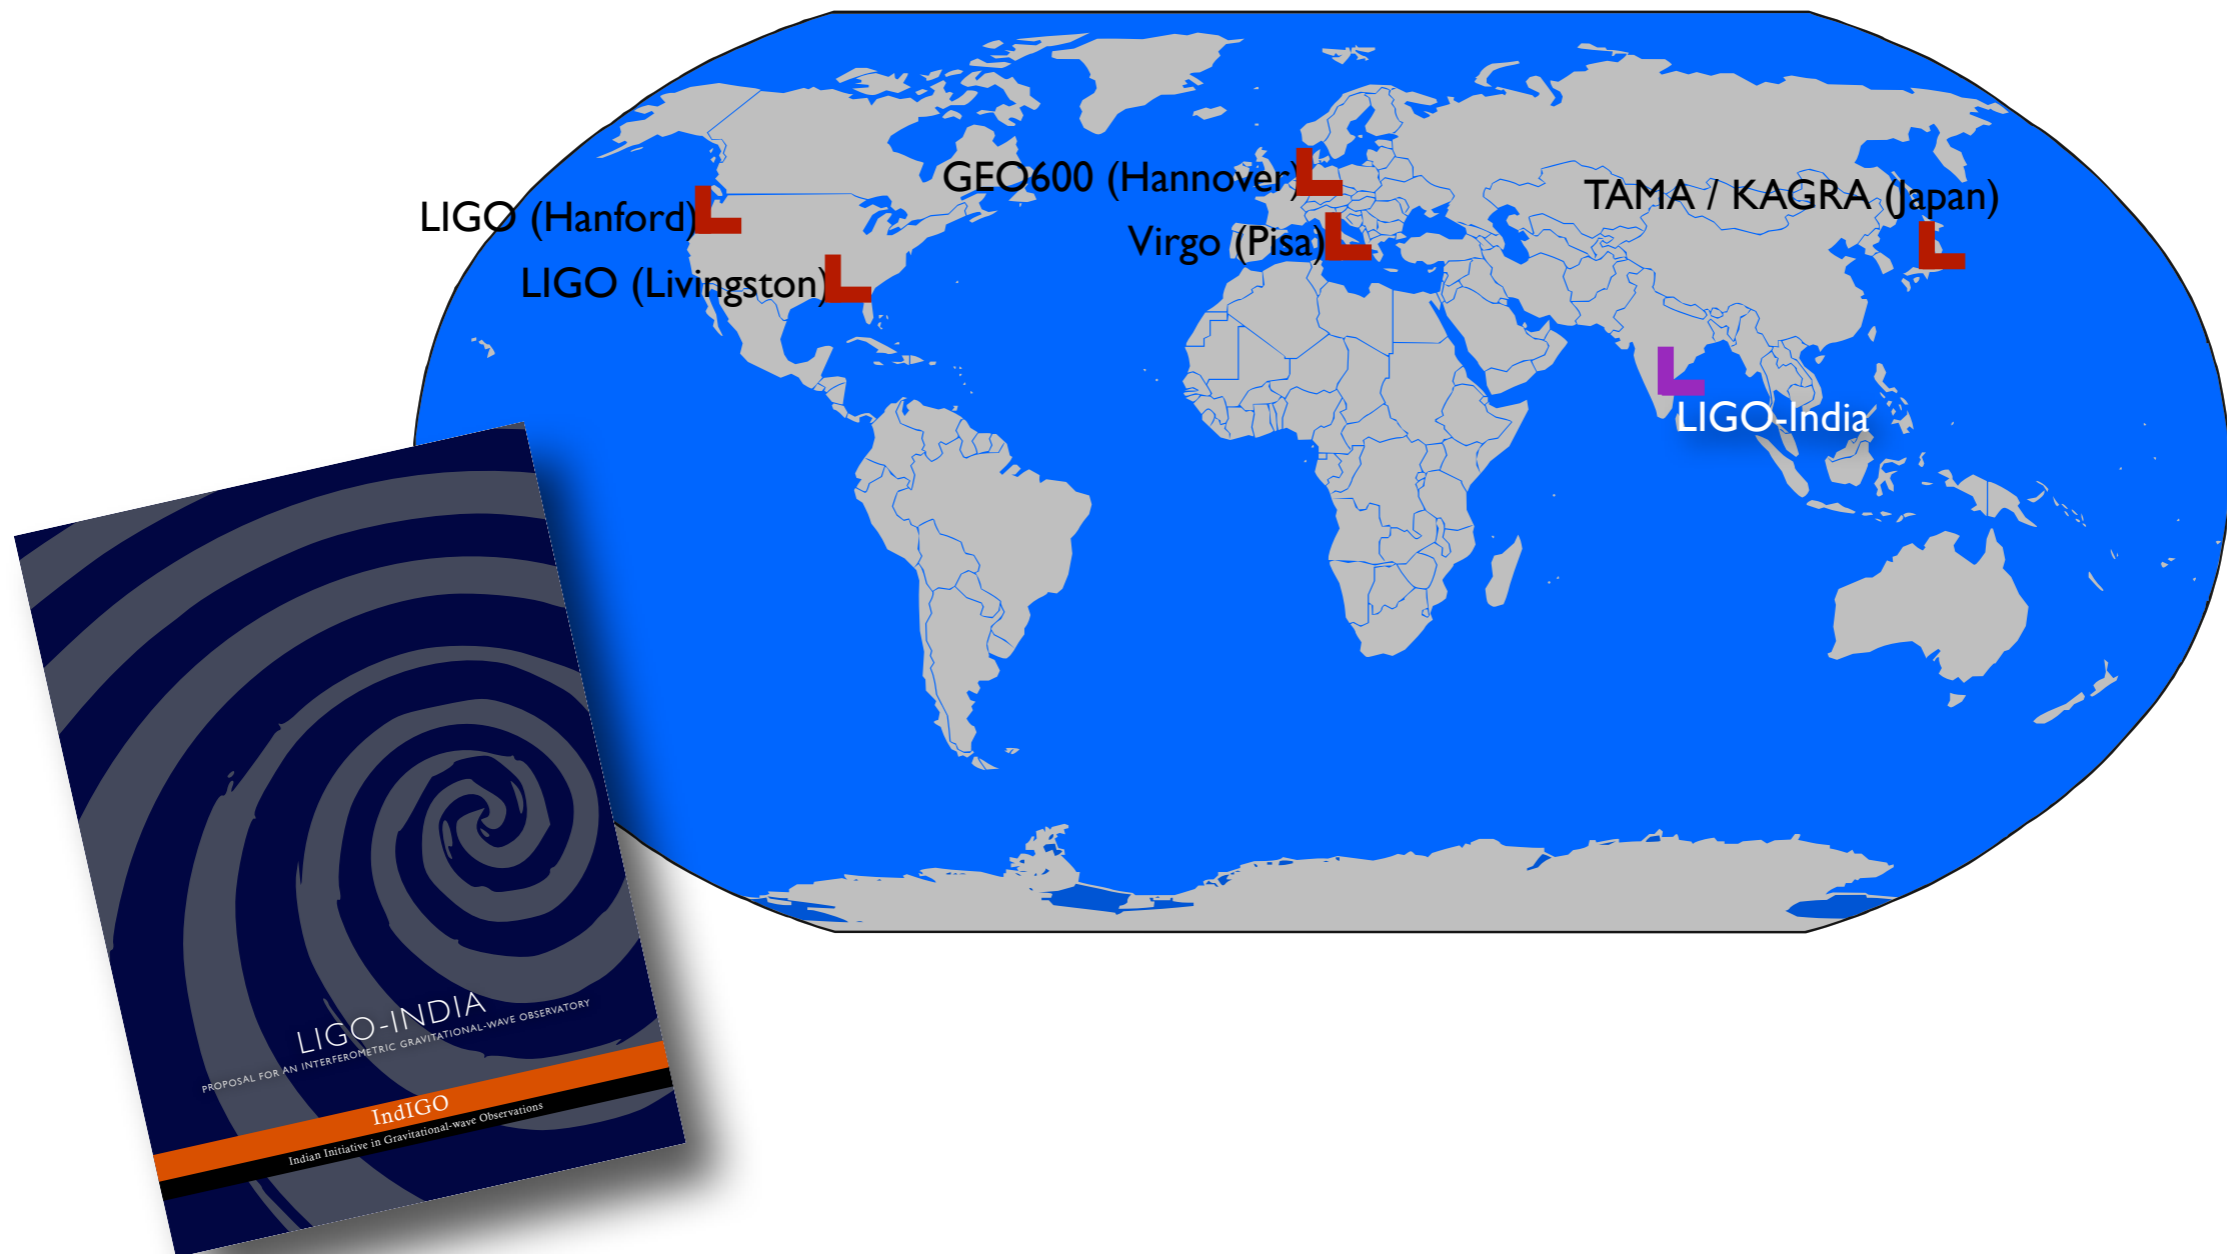 GEO600 (Hannover)
TAMA / KAGRA (Japan)
LIGO (Hanford)
Virgo (Pisa)
LIGO (Livingston)
LIGO-India
LIGO-INDIA
PROPOSAL FOR AN INTERFEROMETRIC GRAVITATIONAL-WAVE OBSERVATORY
IndIGO
Indian Initiative in Gravitational-wave Observations